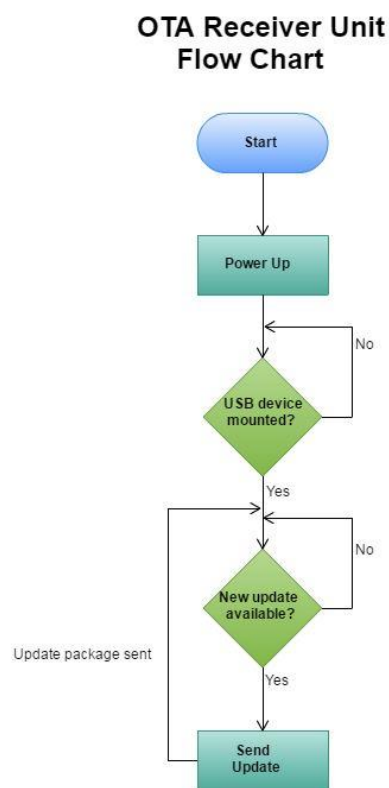 OTA Receiver Unit
Flow Chart
Start
Power Up
No
USB device
mounted?
Yes
No
New update
available?
Update package sent
Yes
Send
Update